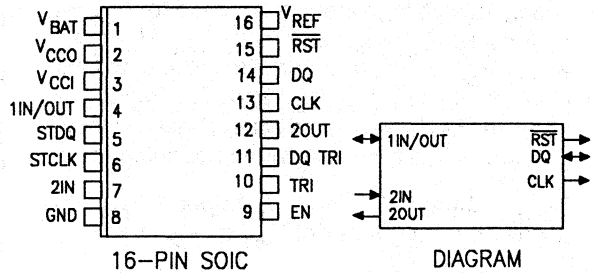 VBAT 1 16 VREF
VCCO 2 15 RST
VCCI 3 14 DQ
1IN/OUT 4 13 CLK
STDQ 5 12 2OUT
STCLK 6 11 DQ TRI
2IN 7 10 TRI
GND 8 9 EN
16-PIN SOIC
1IN/OUT RST
DQ
CLK
2IN
2OUT
DIAGRAM